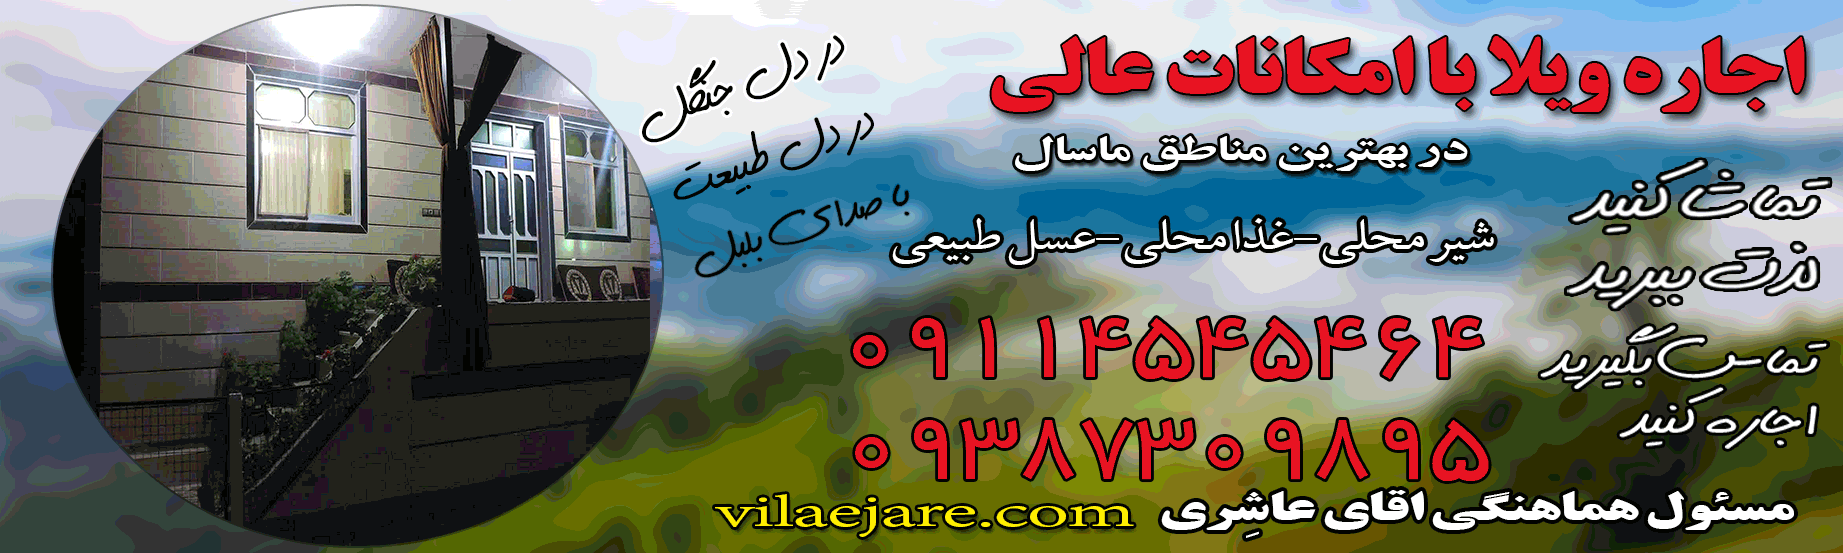 اجاره ویلا با امکانات عالی
در بهترین مناطق ماسال
شیر محلی-غذا محلی-عسل طبیعی
۰۹۱۱۴۵۴۵۴۶۴
۰۹۳۸۷۳۰۹۸۹۵
مسئول هماهنگی اقای عاشِری
vilaejare.com
تماشا کنید
لذت ببرید
تماس بگیرید
اجاره کنید
در دل جنگل
در دل طبیعت
با صدای بلبل